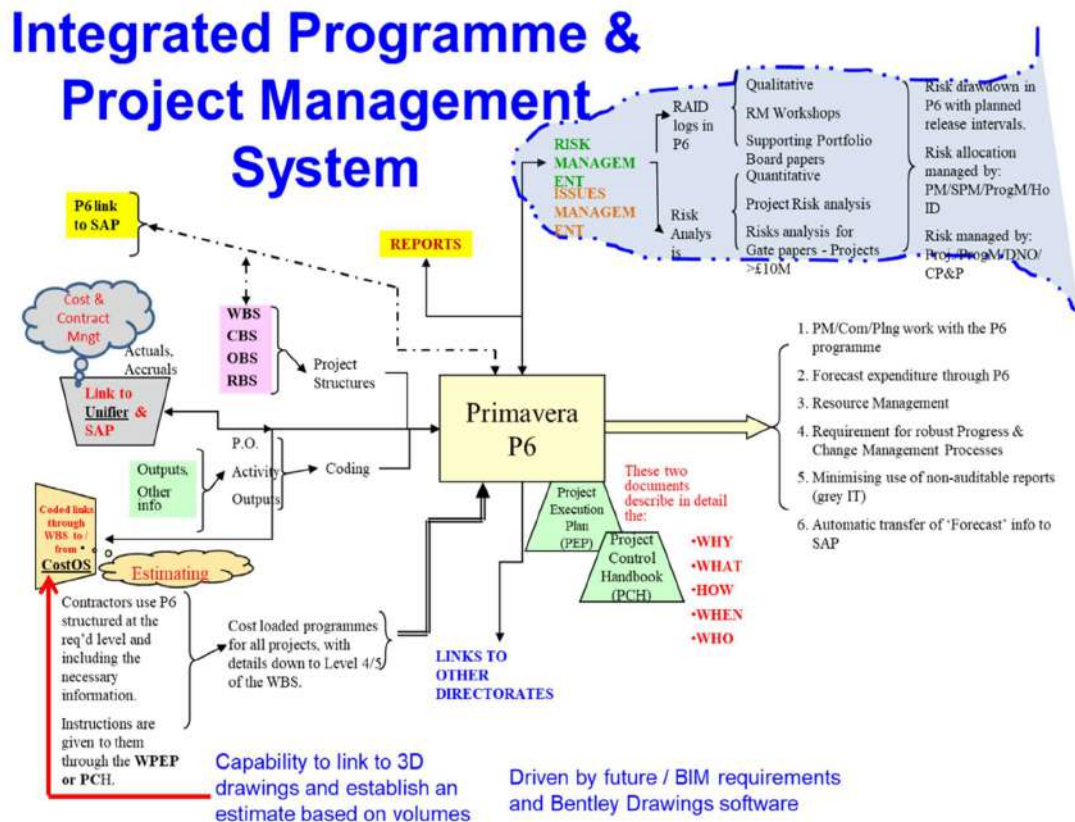 Integrated Programme &
Project Management
System
P6 link
to SAP
REPORTS
RISK
MANAGEM
ENT
ISSUES
MANAGEM
ENT
RAID
logs in
P6
Risk
Analys
is
Qualitative
RM Workshops
Supporting Portfolio
Board papers
Quantitative
Project Risk analysis
Risks analysis for
Gate papers - Projects
>£10M
Risk drawdown in
P6 with planned
release intervals.
Risk allocation
managed by:
PM/SPM/ProgM/Ho
ID
Risk managed by:
Proj./ProgM/DNO/
CP&P
Cost &
Contract
Mngt
Actuals,
Accruals
Link to
Unifier &
SAP
WBS
CBS
OBS
RBS
Project
Structures
P.O.
Activity
Outputs
Coding
Outputs,
Other
info
Coded links
through
WBS to /
from
CostOS
Estimating
Primavera
P6
Project
Execution
Plan
(PEP)
Project
Control
Handbook
(PCH)
These two
documents
describe in detail
the:
•WHY
•WHAT
•HOW
•WHEN
•WHO
1. PM/Com/Plng work with the P6
programme
2. Forecast expenditure through P6
3. Resource Management
4. Requirement for robust Progress &
Change Management
Processes
5. Minimising use of non-auditable reports
(grey IT)
6. Automatic transfer of ‘Forecast’ info to
SAP
Contractors use P6
structured at the
req’d level and
including the
necessary
information.
Instructions are
given to them
through the WPEP
or PCH.
Cost loaded programmes
for all projects, with
details down to Level 4/5
of the WBS.
LINKS TO
OTHER
DIRECTORATES
Capability to link to 3D
drawings and establish an
estimate based on volumes
Driven by future / BIM requirements
and Bentley Drawings software